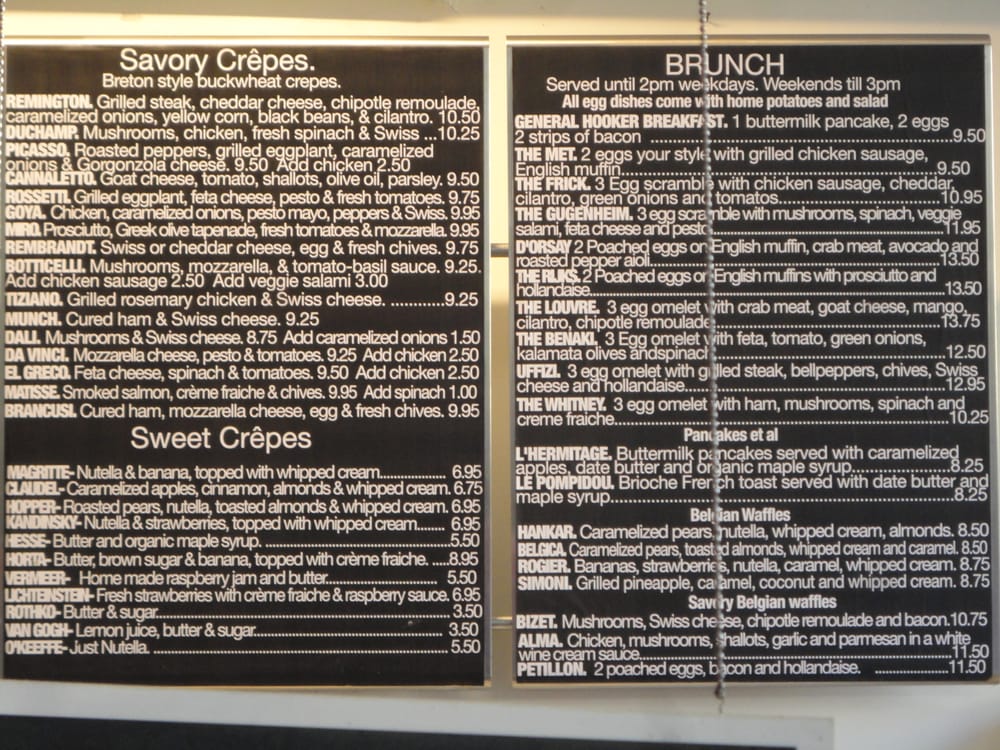 Savory Crêpes.
Breton style buckwheat crepes.
REMINGTON. Grilled steak, cheddar cheese, chipotle remoulade,
caramelized onions, yellow corn, black beans, & cilantro. 10.50
DUCHAMP. Mushrooms, chicken, fresh spinach & Swiss ...10.25
PICASSO. Roasted peppers, grilled eggplant, caramelized
onions & Gorgonzola cheese. 9.50 Add chicken 2.50
CANNALETTO. Goat cheese, tomato, shallots, olive oil, parsley. 9.50
ROSSETTI. Grilled eggplant, feta cheese, pesto & fresh tomatoes. 9.75
GOYA. Chicken, caramelized onions, pesto mayo, peppers & Swiss. 9.95
MIRO. Prosciutto, Greek olive tapenade, fresh tomatoes & mozzarella. 9.95
REMBRANDT. Swiss or cheddar cheese, egg & fresh chives. 9.75
BOTTICELLI. Mushrooms, mozzarella, & tomato-basil sauce. 9.25.
Add chicken sausage 2.50 Add veggie salami 3.00
TIZIANO. Grilled rosemary chicken & Swiss cheese. ............9.25
MUNCH. Cured ham & Swiss cheese. 9.25
DALI. Mushrooms & Swiss cheese. 8.75 Add caramelized onions 1.50
DA VINCI. Mozzarella cheese, pesto & tomatoes. 9.25 Add chicken 2.50
EL GRECO. Feta cheese, spinach & tomatoes. 9.50 Add chicken 2.50
MATISSE. Smoked salmon, crème fraiche & chives. 9.95 Add spinach 1.00
BRANCUSI. Cured ham, mozzarella cheese, egg & fresh chives. 9.95
Sweet Crêpes
MAGRITTE- Nutella & banana, topped with whipped cream.................... 6.95
CLAUDEL- Caramelized apples, cinnamon, almonds & whipped cream. 6.75
HOPPER- Roasted pears, nutella, toasted almonds & whipped cream. 6.95
KANDINSKY- Nutella & strawberries, topped with whipped cream....... 6.95
HESSE- Butter and organic maple syrup. ..........................................5.50
HORTA- Butter, brown sugar & banana, topped with crème fraiche. .....8.95
VERMEER- Home made raspberry jam and butter........................... 5.50
LICHTEINSTEIN- Fresh strawberries with crème fraiche & raspberry sauce. 6.95
ROTHKO- Butter & sugar.................................................................. 3.50
VAN GOGH- Lemon juice, butter & sugar........................................... 3.50
O'KEEFFE- Just Nutella. .................................................................. 5.50
BRUNCH
Served until 2pm weekdays. Weekends till 3pm
All egg dishes come with home potatoes and salad
GENERAL HOOKER BREAKFAST. 1 buttermilk pancake, 2 eggs
2 strips of bacon ..........................................................9.50
THE MET. 2 eggs your style with grilled chicken sausage,
English muffin............................................................9.50
THE FRICK. 3 Egg scramble with chicken sausage, cheddar,
cilantro, green onions and tomatos................................10.95
THE GUGENHEIM. 3 egg scramble with mushrooms, spinach, veggie
salami, feta cheese and pesto........................................11.95
D'ORSAY 2 Poached eggs on English muffin, crab meat, avocado and
roasted pepper aioli......................................................13.50
THE RIJKS. 2 Poached eggs on English muffins with prosciutto and
hollandaise..................................................................13.50
THE LOUVRE. 3 egg omelet with crab meat, goat cheese, mango,
cilantro, chipotle remoulade..........................................13.75
THE BENAKI. 3 Egg omelet with feta, tomato, green onions,
kalamata olives andspinach...........................................12.50
UFFIZI. 3 egg omelet with grilled steak, bellpeppers, chives, Swiss
cheese and hollandaise................................................12.95
THE WHITNEY. 3 egg omelet with ham, mushrooms, spinach and
creme fraiche..............................................................10.25
Pancakes et al
L'HERMITAGE. Buttermilk pancakes served with caramelized
apples, date butter and organic maple syrup..................8.25
LE POMPIDOU. Brioche French toast served with date butter and
maple syrup................................................................8.25
Belgian Waffles
HANKAR. Caramelized pears, nutella, whipped cream, almonds. 8.50
BELGICA. Caramelized pears, toasted almonds, whipped cream and caramel. 8.50
ROGIER. Bananas, strawberries, nutella, caramel, whipped cream. 8.75
SIMONI. Grilled pineapple, caramel, coconut and whipped cream. 8.75
Savory Belgian waffles
BIZET. Mushrooms, Swiss cheese, chipotle remoulade and bacon.10.75
ALMA. Chicken, mushrooms, shallots, garlic and parmesan in a white
wine cream sauce........................................................11.50
PETILLON. 2 poached eggs, bacon and hollandaise. ...................11.50